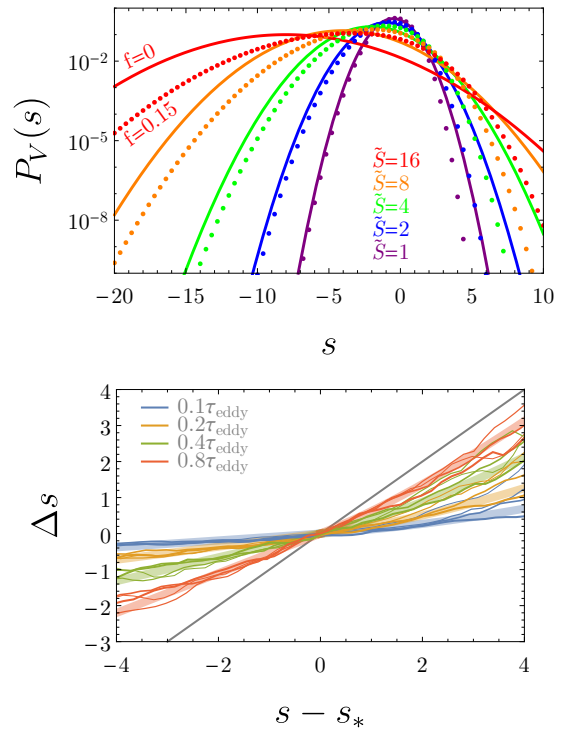 P_V(s)
10^{-2}
10^{-5}
10^{-8}
f=0
f=0.15
S̃=16
S̃=8
S̃=4
S̃=2
S̃=1
−20 −15 −10 −5 0 5 10
s
Δs
4
3
2
1
0
−1
−2
−3
0.1τ_eddy
0.2τ_eddy
0.4τ_eddy
0.8τ_eddy
−4 −2 0 2 4
s − s_*